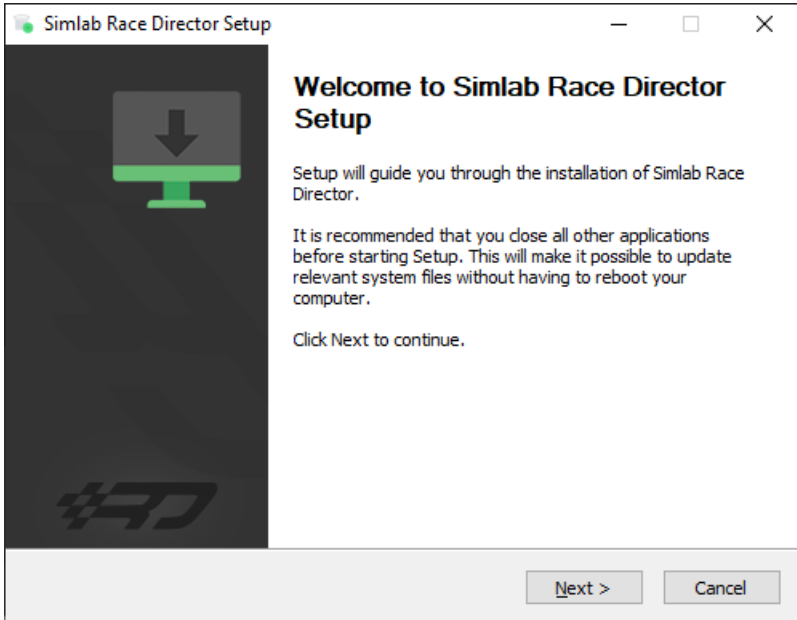 Simlab Race Director Setup
Welcome to Simlab Race Director
Setup
Setup will guide you through the installation of Simlab Race
Director.
It is recommended that you close all other applications
before starting Setup. This will make it possible to update
relevant system files without having to reboot your
computer.
Click Next to continue.
RD
Next >
Cancel